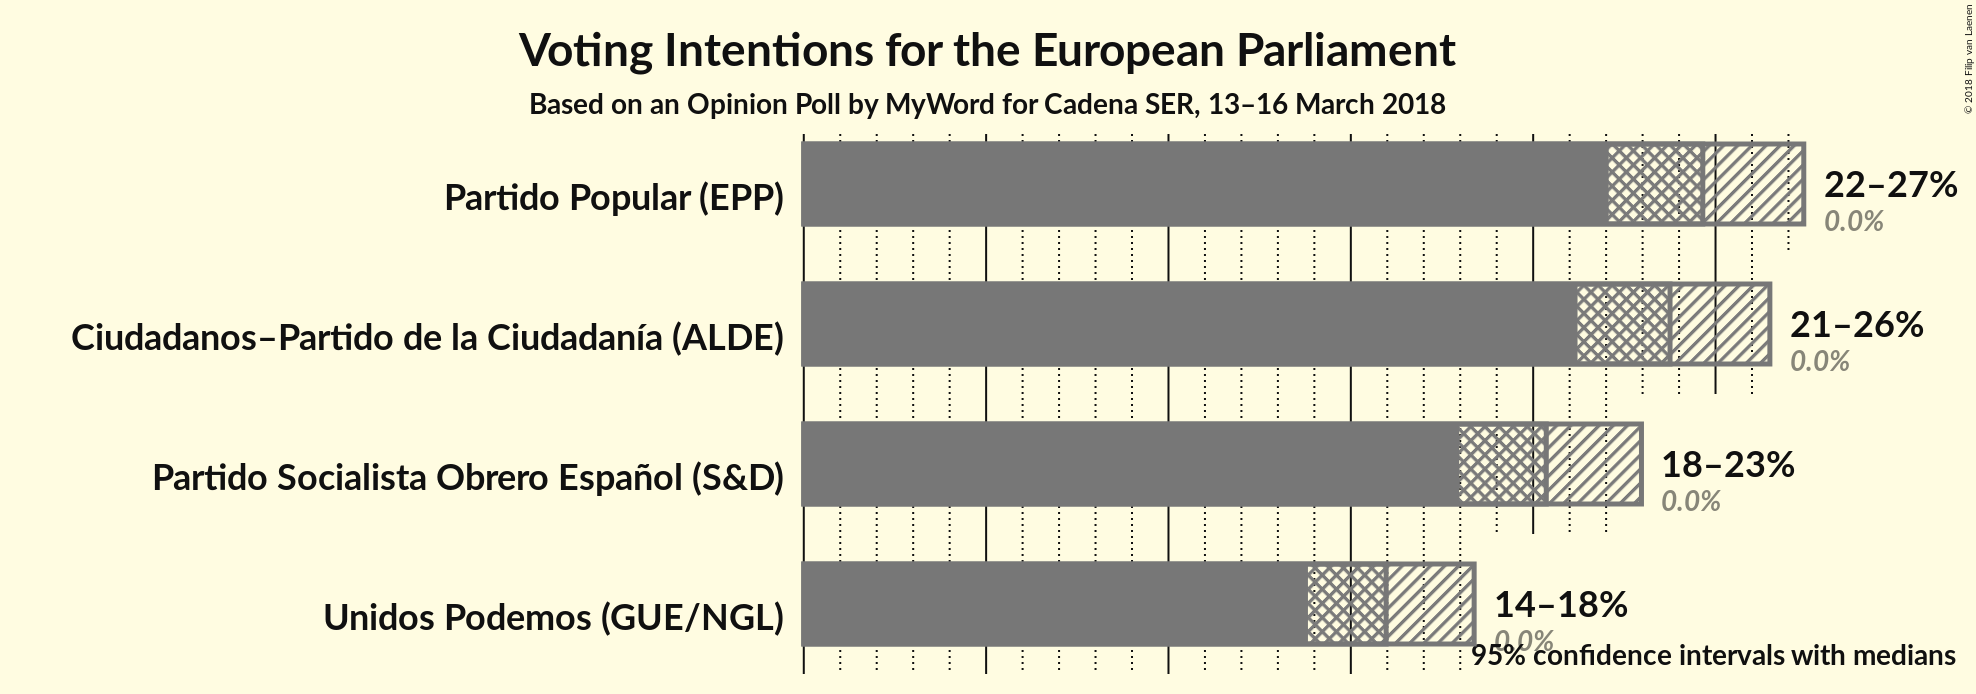 Voting Intentions for the European Parliament
Based on an Opinion Poll by MyWord for Cadena SER, 13–16 March 2018
© 2018 Filip van Laenen
Partido Popular (EPP)
22–27%
0.0%
Ciudadanos–Partido de la Ciudadanía (ALDE)
21–26%
0.0%
Partido Socialista Obrero Español (S&D)
18–23%
0.0%
Unidos Podemos (GUE/NGL)
14–18%
0.0%
95% confidence intervals with medians